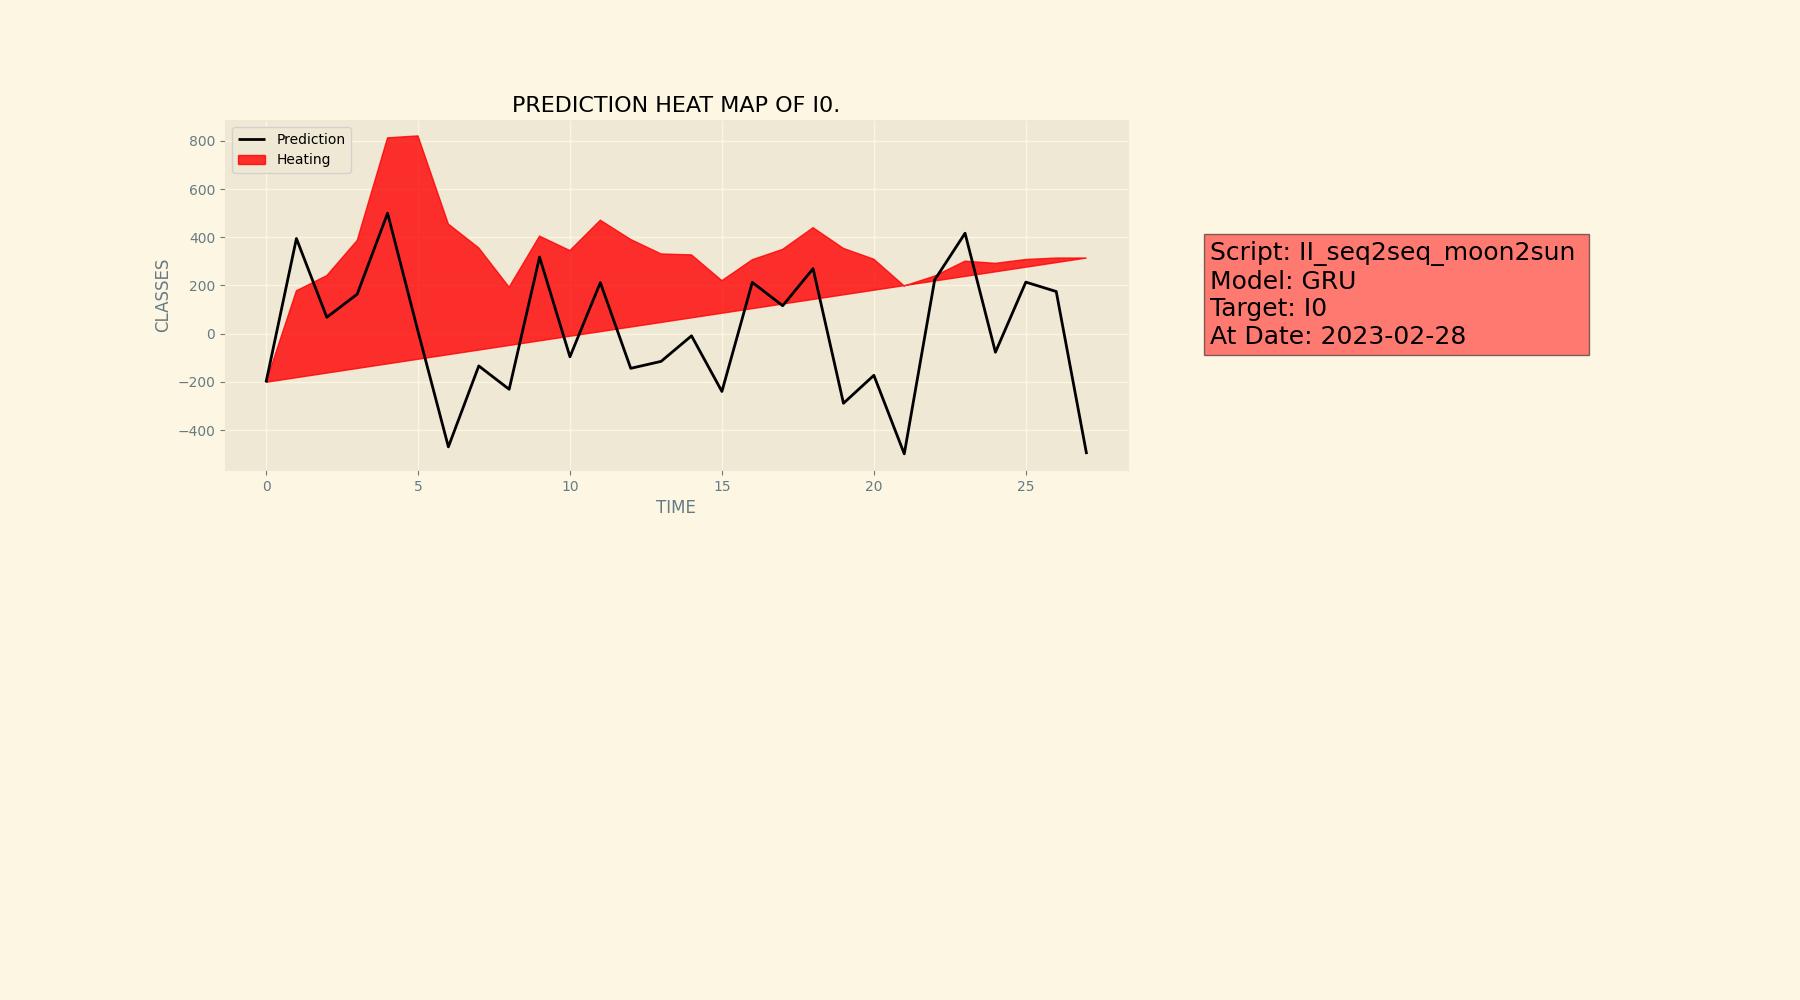 PREDICTION HEAT MAP OF I0.
Prediction
Heating
CLASSES
800
600
400
200
0
−200
−400
0 5 10 15 20 25
TIME
Script: II_seq2seq_moon2sun
Model: GRU
Target: I0
At Date: 2023-02-28